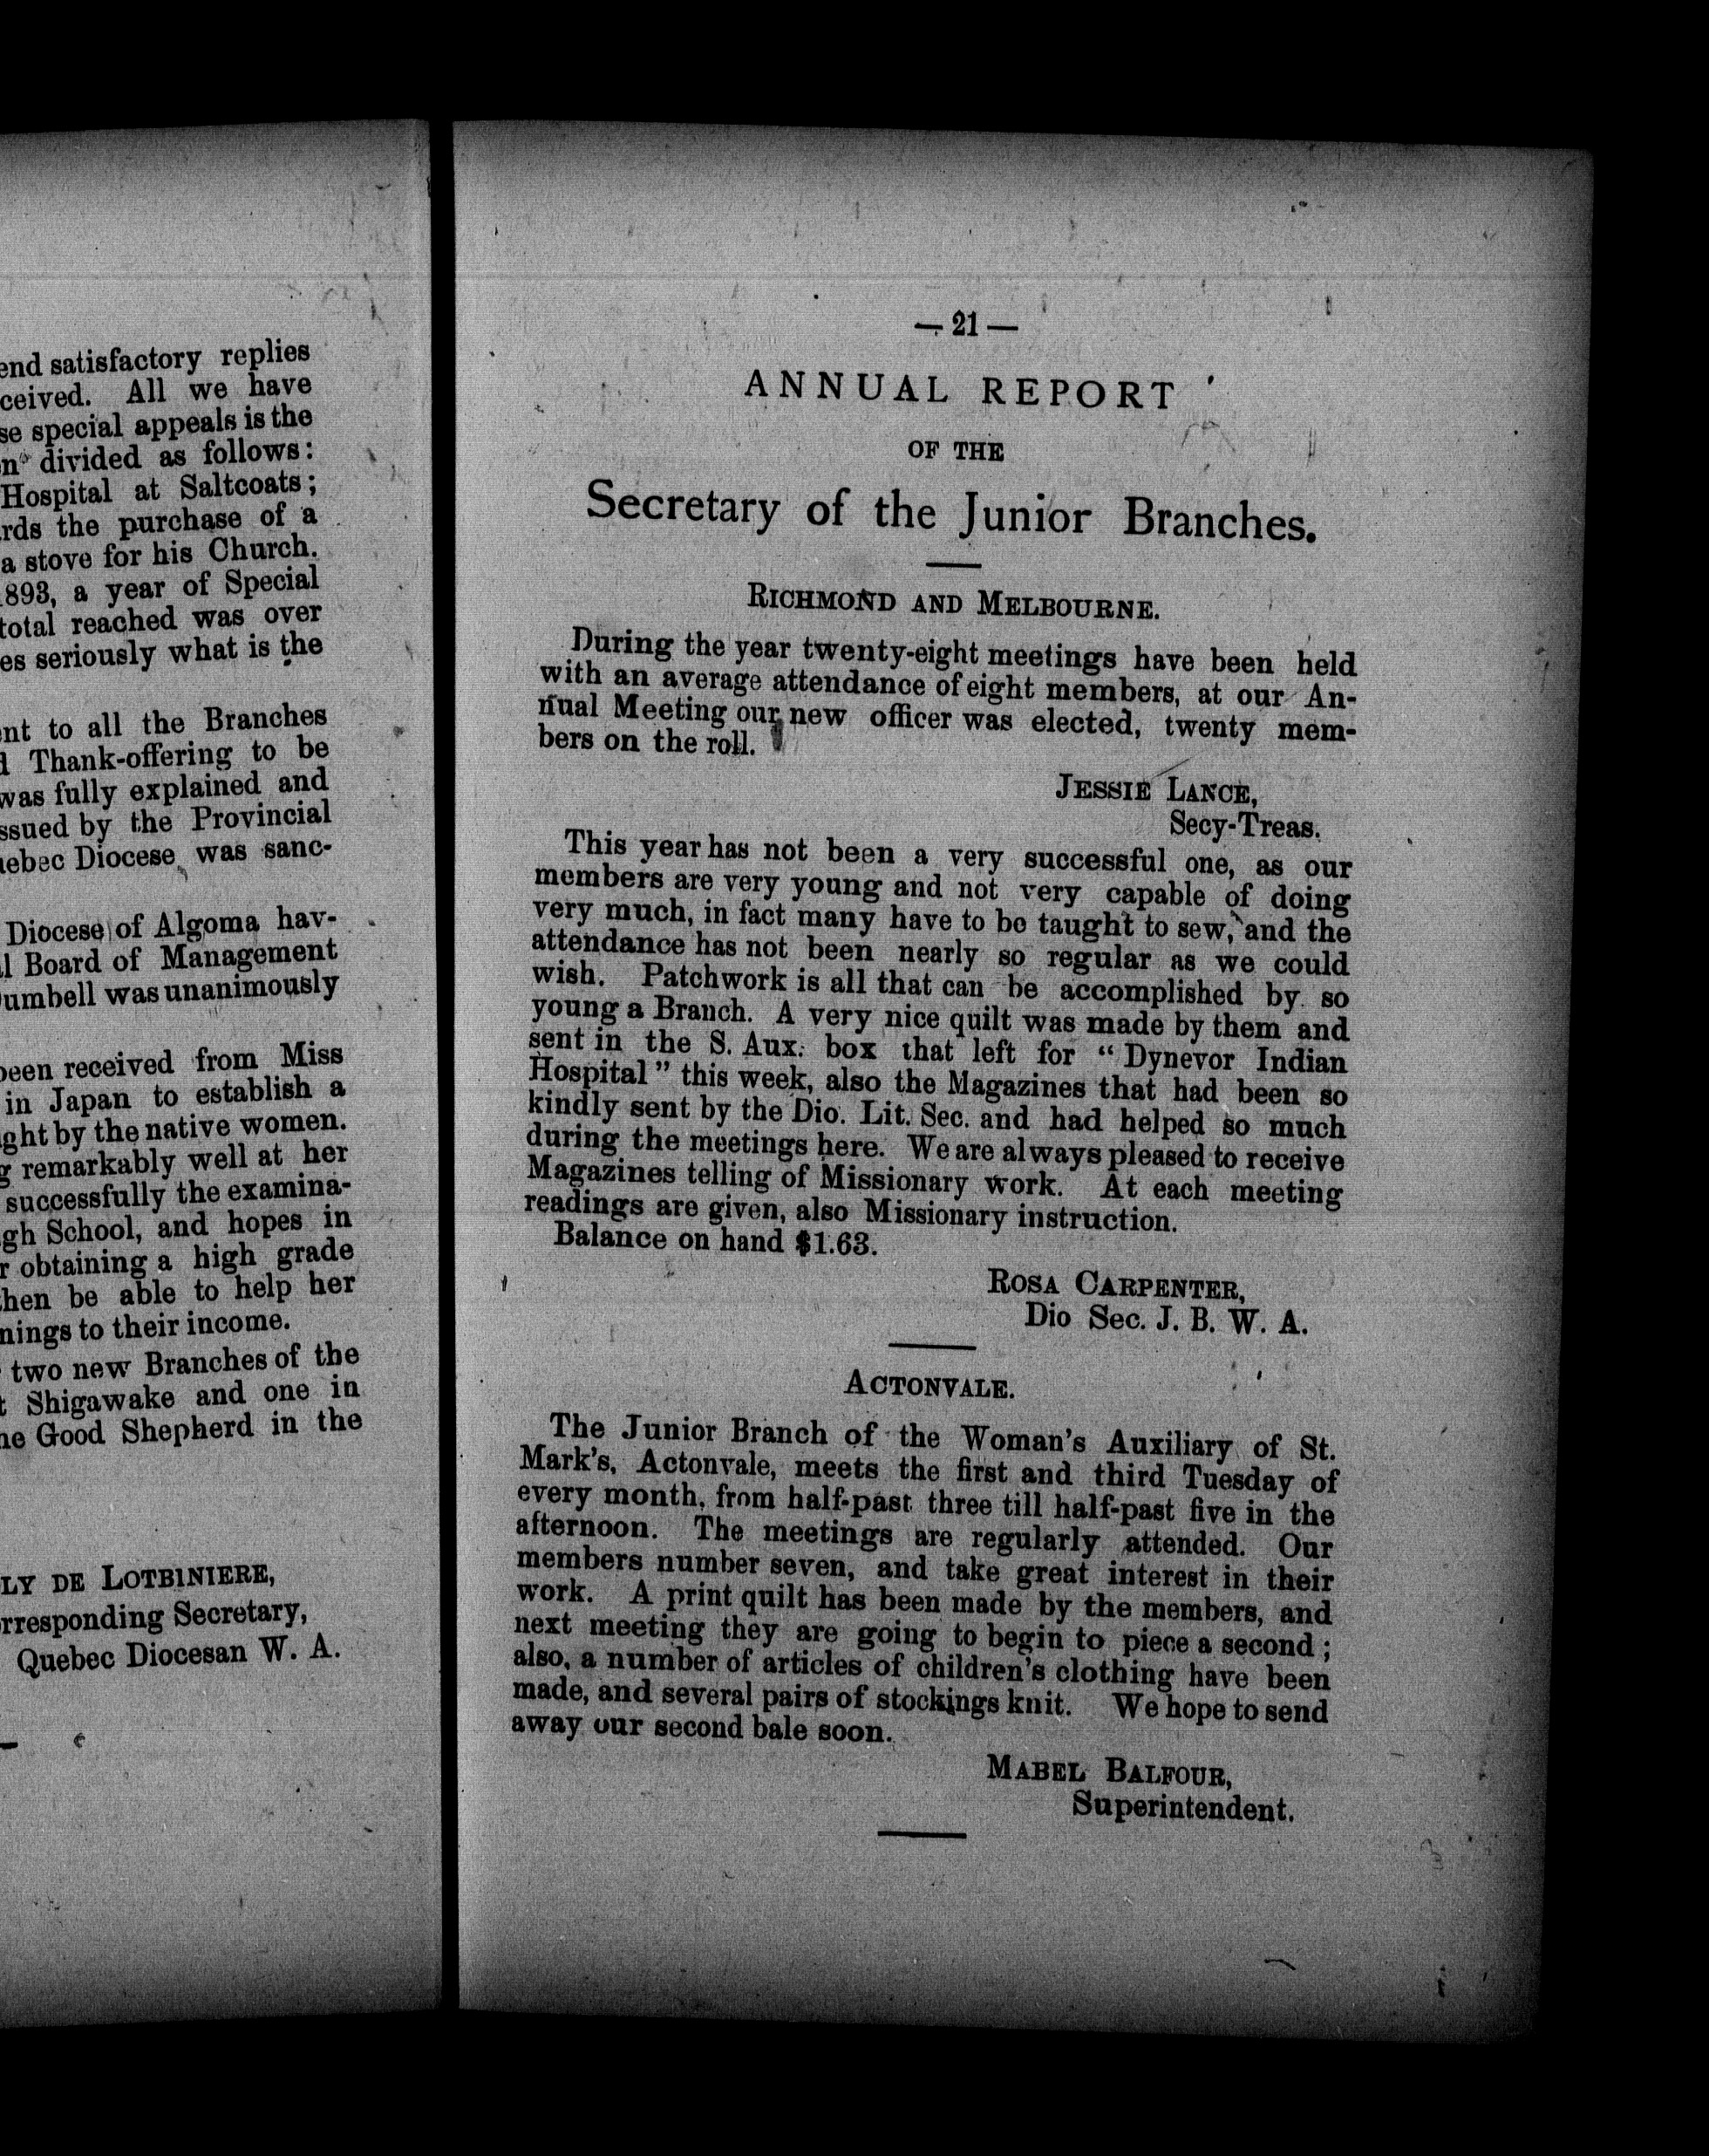 end satisfactory replies
ceived. All we have
se special appeals is the
n divided as follows:
Hospital at Saltcoats;
rds the purchase of a
a stove for his Church.
1893, a year of Special
total reached was over
es seriously what is the
nt to all the Branches
d Thank-offering to be
was fully explained and
ssued by the Provincial
uebec Diocese was sanc-
Diocese of Algoma hav-
l Board of Management
umbell was unanimously
been received from Miss
in Japan to establish a
ght by the native women.
g remarkably well at her
successfully the examina-
gh School, and hopes in
r obtaining a high grade
hen be able to help her
nings to their income.
two new Branches of the
t Shigawake and one in
he Good Shepherd in the
LY DE LOTBINIERE,
rresponding Secretary,
Quebec Diocesan W. A.
— 21 —
ANNUAL REPORT
OF THE
Secretary of the Junior Branches.
RICHMOND AND MELBOURNE.
During the year twenty-eight meetings have been held
with an average attendance of eight members, at our An-
nual Meeting our new officer was elected, twenty mem-
bers on the roll.
JESSIE LANCE,
Secy-Treas.
This year has not been a very successful one, as our
members are very young and not very capable of doing
very much, in fact many have to be taught to sew, and the
attendance has not been nearly so regular as we could
wish. Patchwork is all that can be accomplished by so
young a Branch. A very nice quilt was made by them and
sent in the S. Aux. box that left for " Dynevor Indian
Hospital " this week, also the Magazines that had been so
kindly sent by the Dio. Lit. Sec. and had helped so much
during the meetings here. We are always pleased to receive
Magazines telling of Missionary work. At each meeting
readings are given, also Missionary instruction.
Balance on hand $1.63.
ROSA CARPENTER,
Dio Sec. J. B. W. A.
ACTONVALE.
The Junior Branch of the Woman's Auxiliary of St.
Mark's, Actonvale, meets the first and third Tuesday of
every month, from half-past three till half-past five in the
afternoon. The meetings are regularly attended. Our
members number seven, and take great interest in their
work. A print quilt has been made by the members, and
next meeting they are going to begin to piece a second ;
also, a number of articles of children's clothing have been
made, and several pairs of stockings knit. We hope to send
away our second bale soon.
MABEL BALFOUR,
Superintendent.